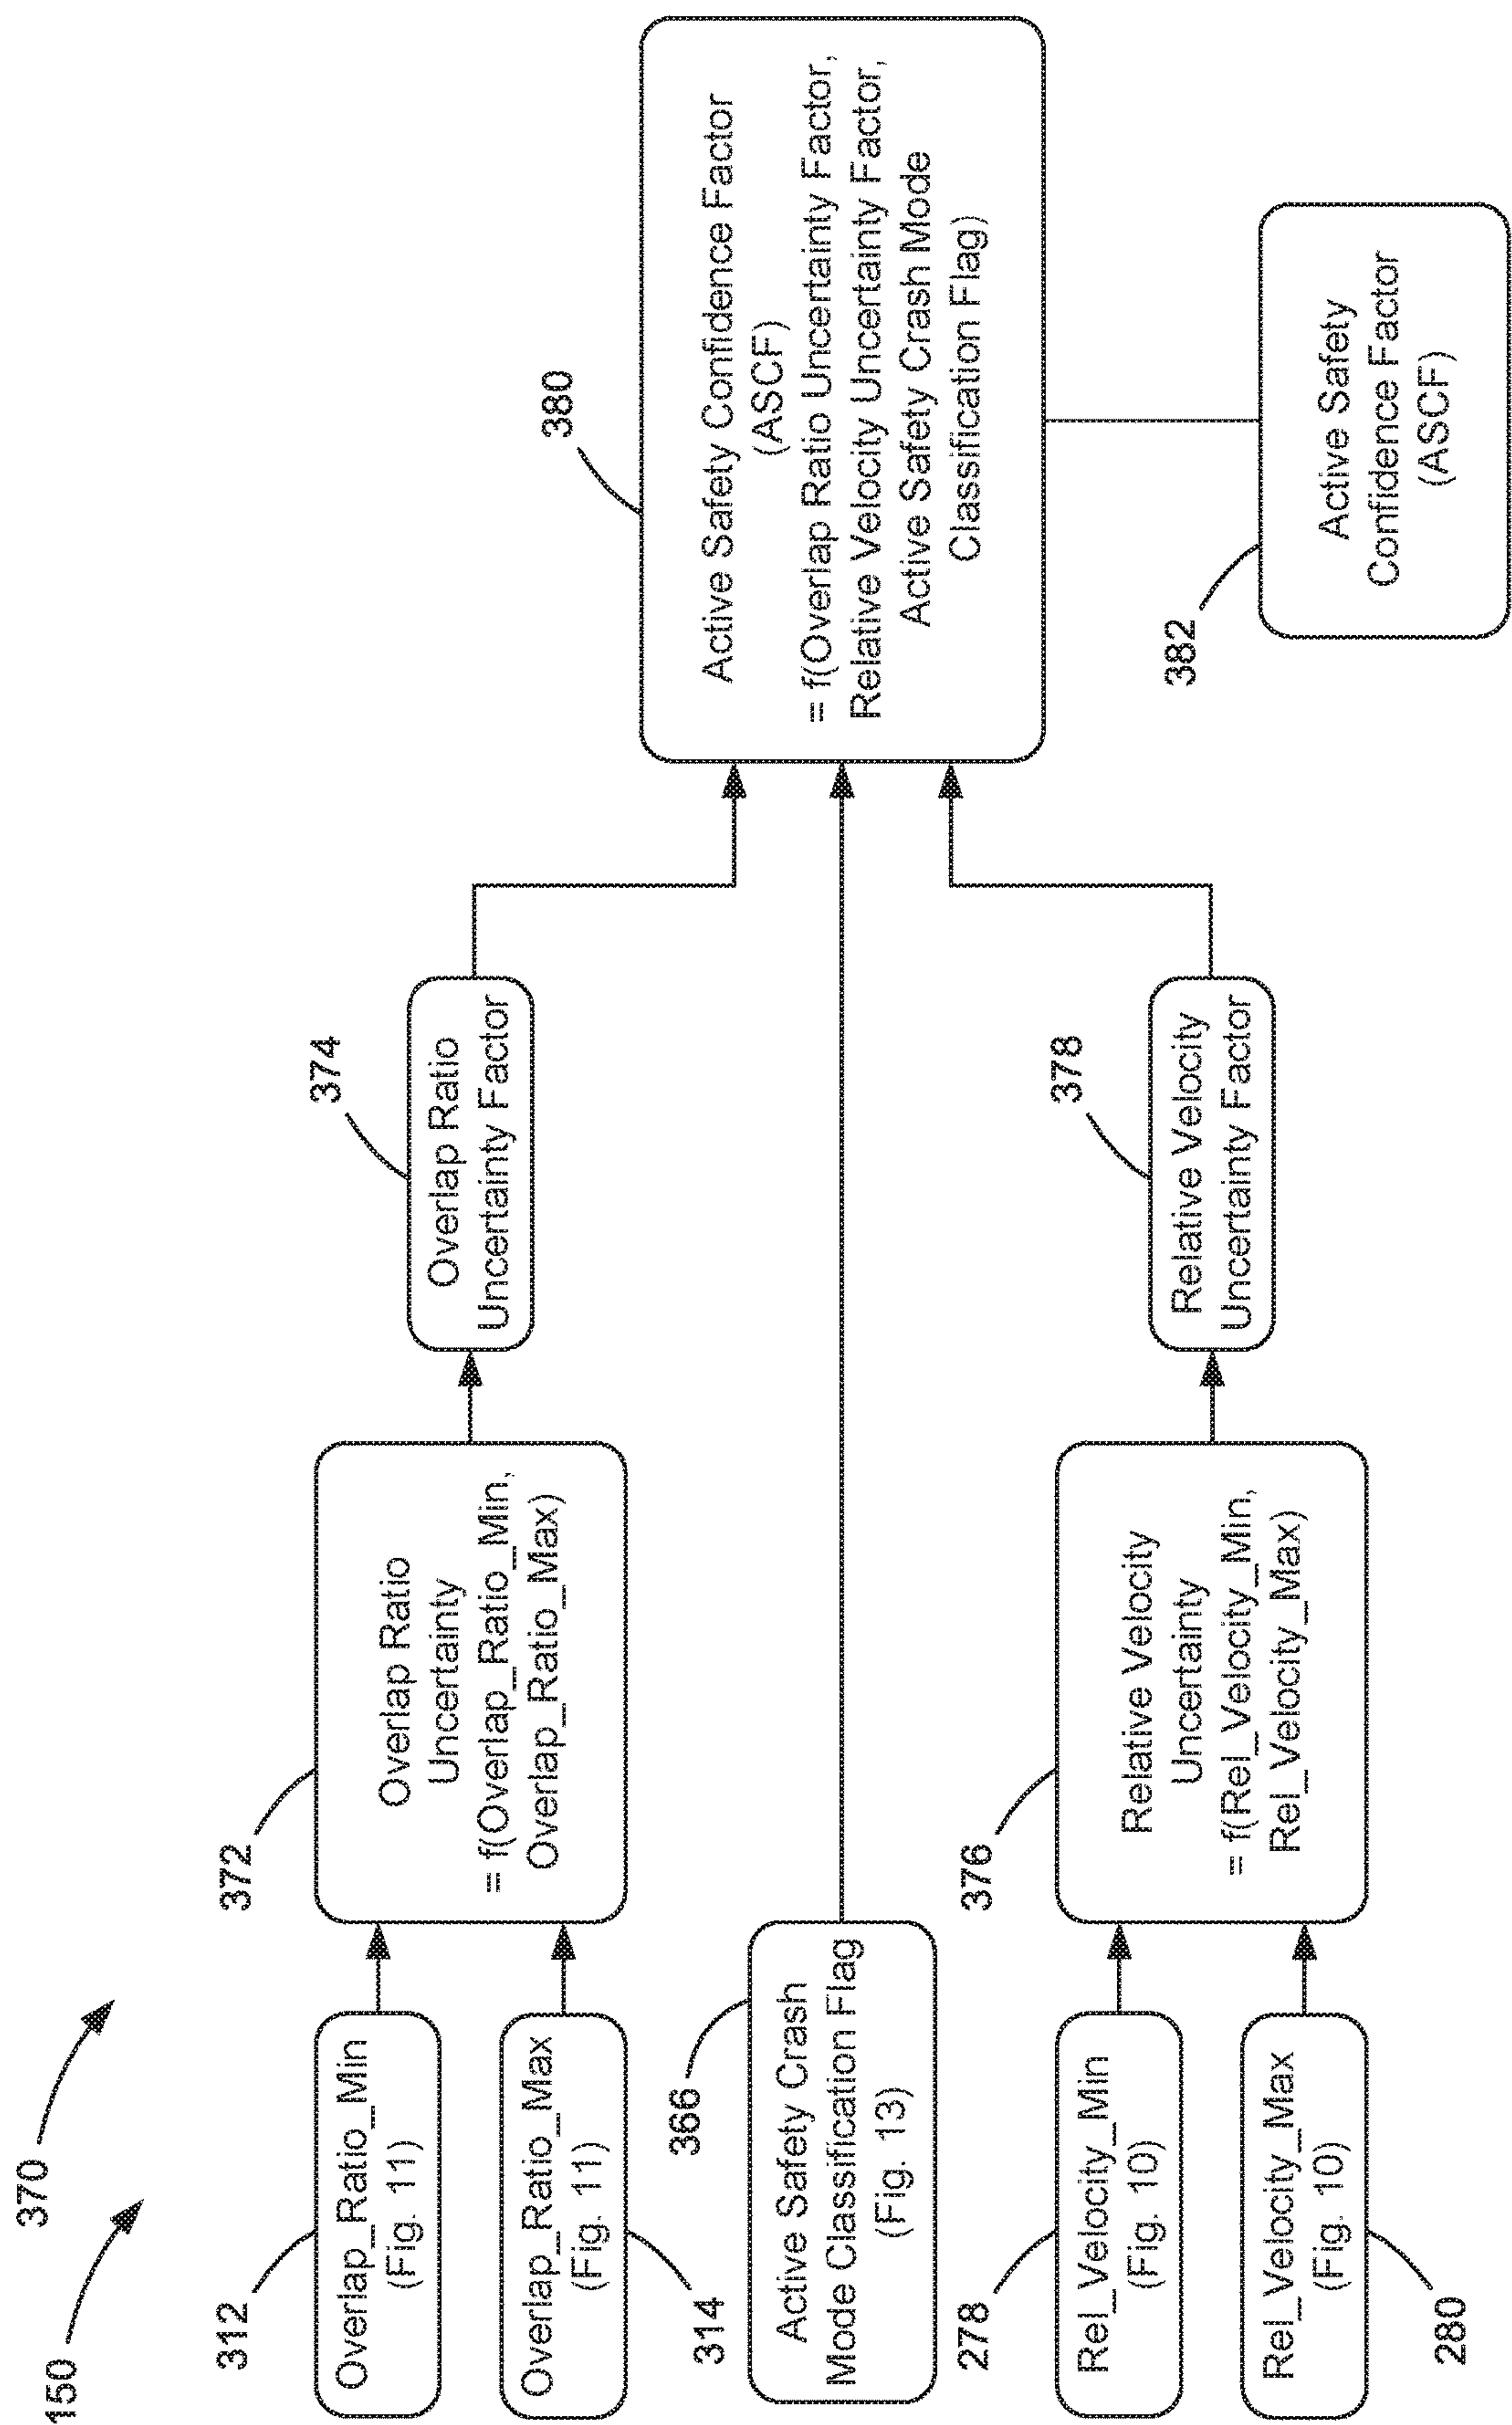 150
370
312
Overlap_Ratio_Min
(Fig. 11)
Overlap_Ratio_Max
(Fig. 11)
314
372
Overlap Ratio
Uncertainty
= f(Overlap_Ratio_Min,
Overlap_Ratio_Max)
374
Overlap Ratio
Uncertainty Factor
366
Active Safety Crash
Mode Classification Flag
(Fig. 13)
278
Rel_Velocity_Min
(Fig. 10)
Rel_Velocity_Max
(Fig. 10)
280
376
Relative Velocity
Uncertainty
= f(Rel_Velocity_Min,
Rel_Velocity_Max)
378
Relative Velocity
Uncertainty Factor
380
Active Safety Confidence Factor
(ASCF)
= f(Overlap Ratio Uncertainty Factor,
Relative Velocity Uncertainty Factor,
Active Safety Crash Mode
Classification Flag)
382
Active Safety
Confidence Factor
(ASCF)